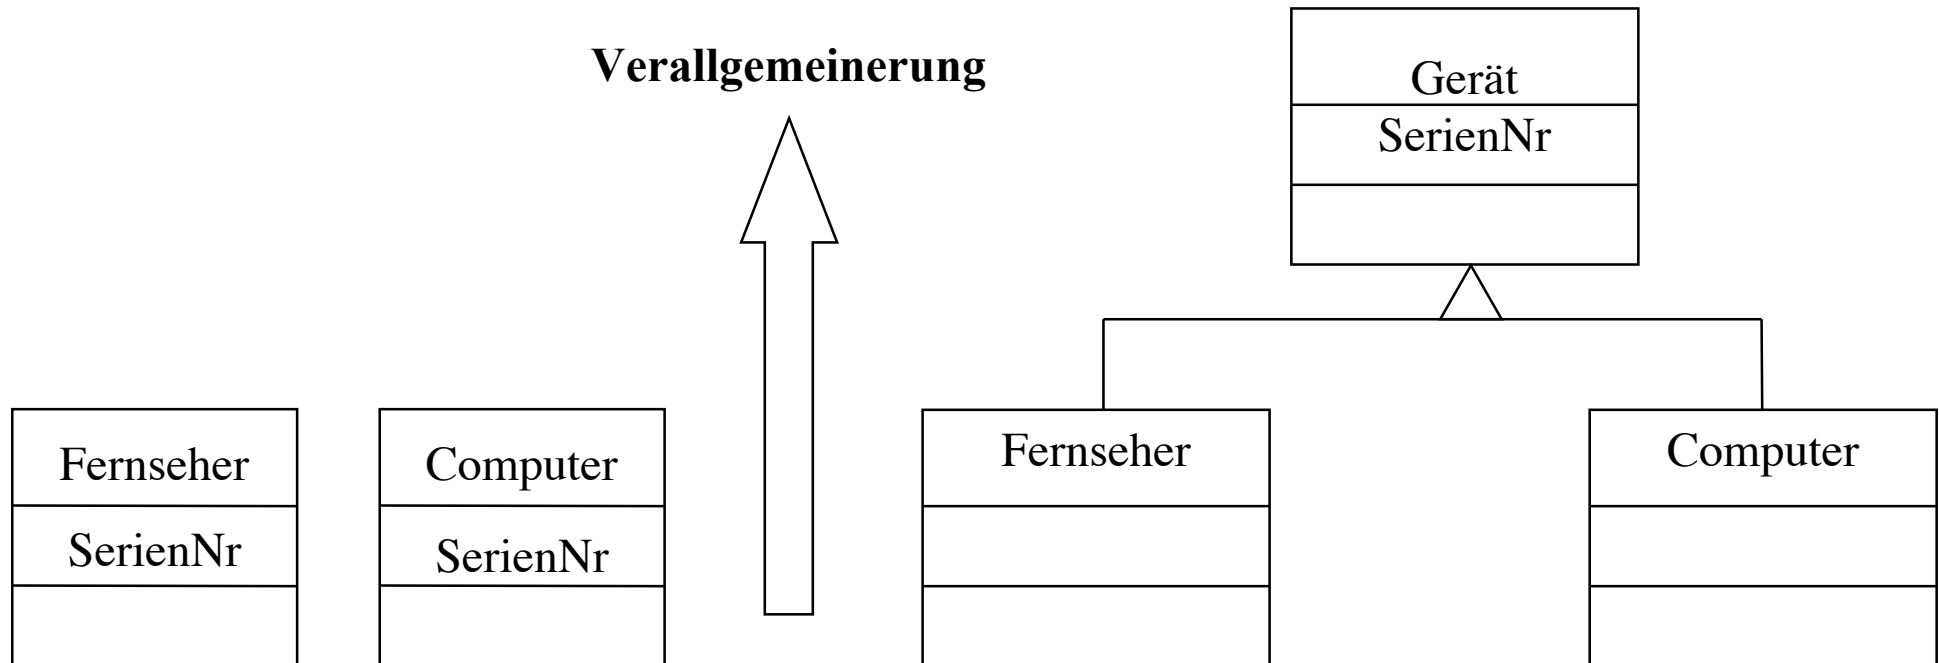 Verallgemeinerung
Gerät
SerienNr
Fernseher
SerienNr
Computer
SerienNr
Fernseher
Computer